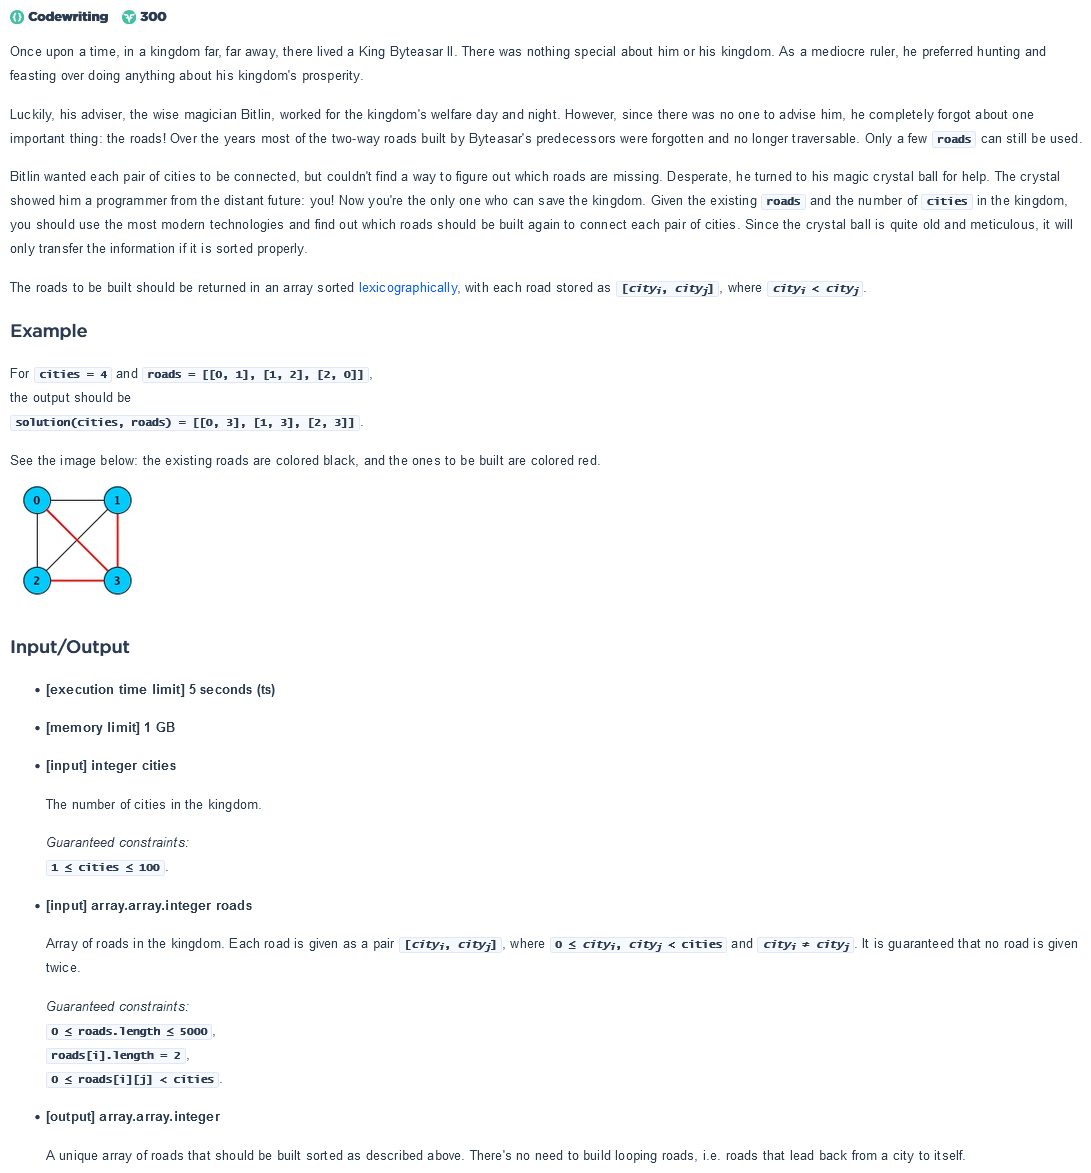 Codewriting 300
Once upon a time, in a kingdom far, far away, there lived a King Byteasar II. There was nothing special about him or his kingdom. As a mediocre ruler, he preferred hunting and
feasting over doing anything about his kingdom's prosperity.
Luckily, his adviser, the wise magician Bitlin, worked for the kingdom's welfare day and night. However, since there was no one to advise him, he completely forgot about one
important thing: the roads! Over the years most of the two-way roads built by Byteasar's predecessors were forgotten and no longer traversable. Only a few roads can still be used.
Bitlin wanted each pair of cities to be connected, but couldn't find a way to figure out which roads are missing. Desperate, he turned to his magic crystal ball for help. The crystal
showed him a programmer from the distant future: you! Now you're the only one who can save the kingdom. Given the existing roads and the number of cities in the kingdom,
you should use the most modern technologies and find out which roads should be built again to connect each pair of cities. Since the crystal ball is quite old and meticulous, it will
only transfer the information if it is sorted properly.
The roads to be built should be returned in an array sorted lexicographically, with each road stored as [cityi, cityj], where cityi < cityj.
Example
For cities = 4 and roads = [[0, 1], [1, 2], [2, 0]],
the output should be
solution(cities, roads) = [[0, 3], [1, 3], [2, 3]].
See the image below: the existing roads are colored black, and the ones to be built are colored red.
0 1
2 3
Input/Output
• [execution time limit] 5 seconds (ts)
• [memory limit] 1 GB
• [input] integer cities
The number of cities in the kingdom.
Guaranteed constraints:
1 ≤ cities ≤ 100.
• [input] array.array.integer roads
Array of roads in the kingdom. Each road is given as a pair [cityi, cityj], where 0 ≤ cityi, cityj < cities and cityi ≠ cityj. It is guaranteed that no road is given
twice.
Guaranteed constraints:
0 ≤ roads.length ≤ 5000,
roads[i].length = 2,
0 ≤ roads[i][j] < cities.
• [output] array.array.integer
A unique array of roads that should be built sorted as described above. There's no need to build looping roads, i.e. roads that lead back from a city to itself.